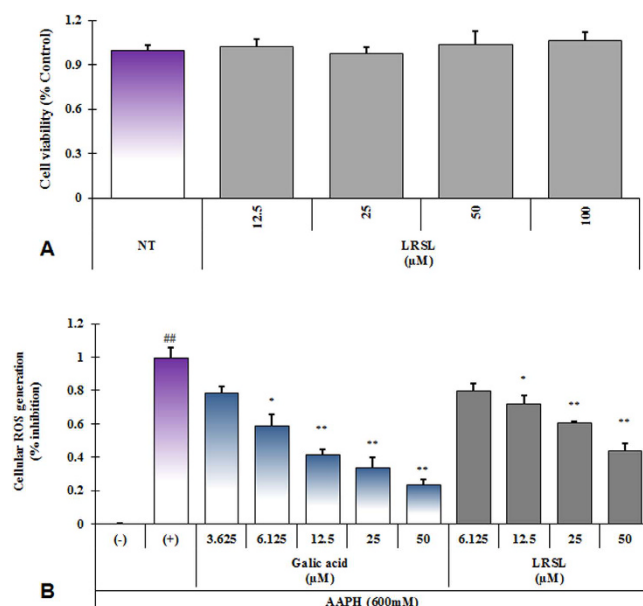 Cell viability (% Control)
1.2
0.9
0.6
0.3
0
12.5
25
50
100
NT
LRSL
(µM)
A
Cellular ROS generation
(% inhibition)
1.2
1
0.8
0.6
0.4
0.2
0
##
*
**
**
**
*
**
**
(-)
(+)
3.625
6.125
12.5
25
50
6.125
12.5
25
50
Galic acid
(µM)
LRSL
(µM)
AAPH (600mM)
B